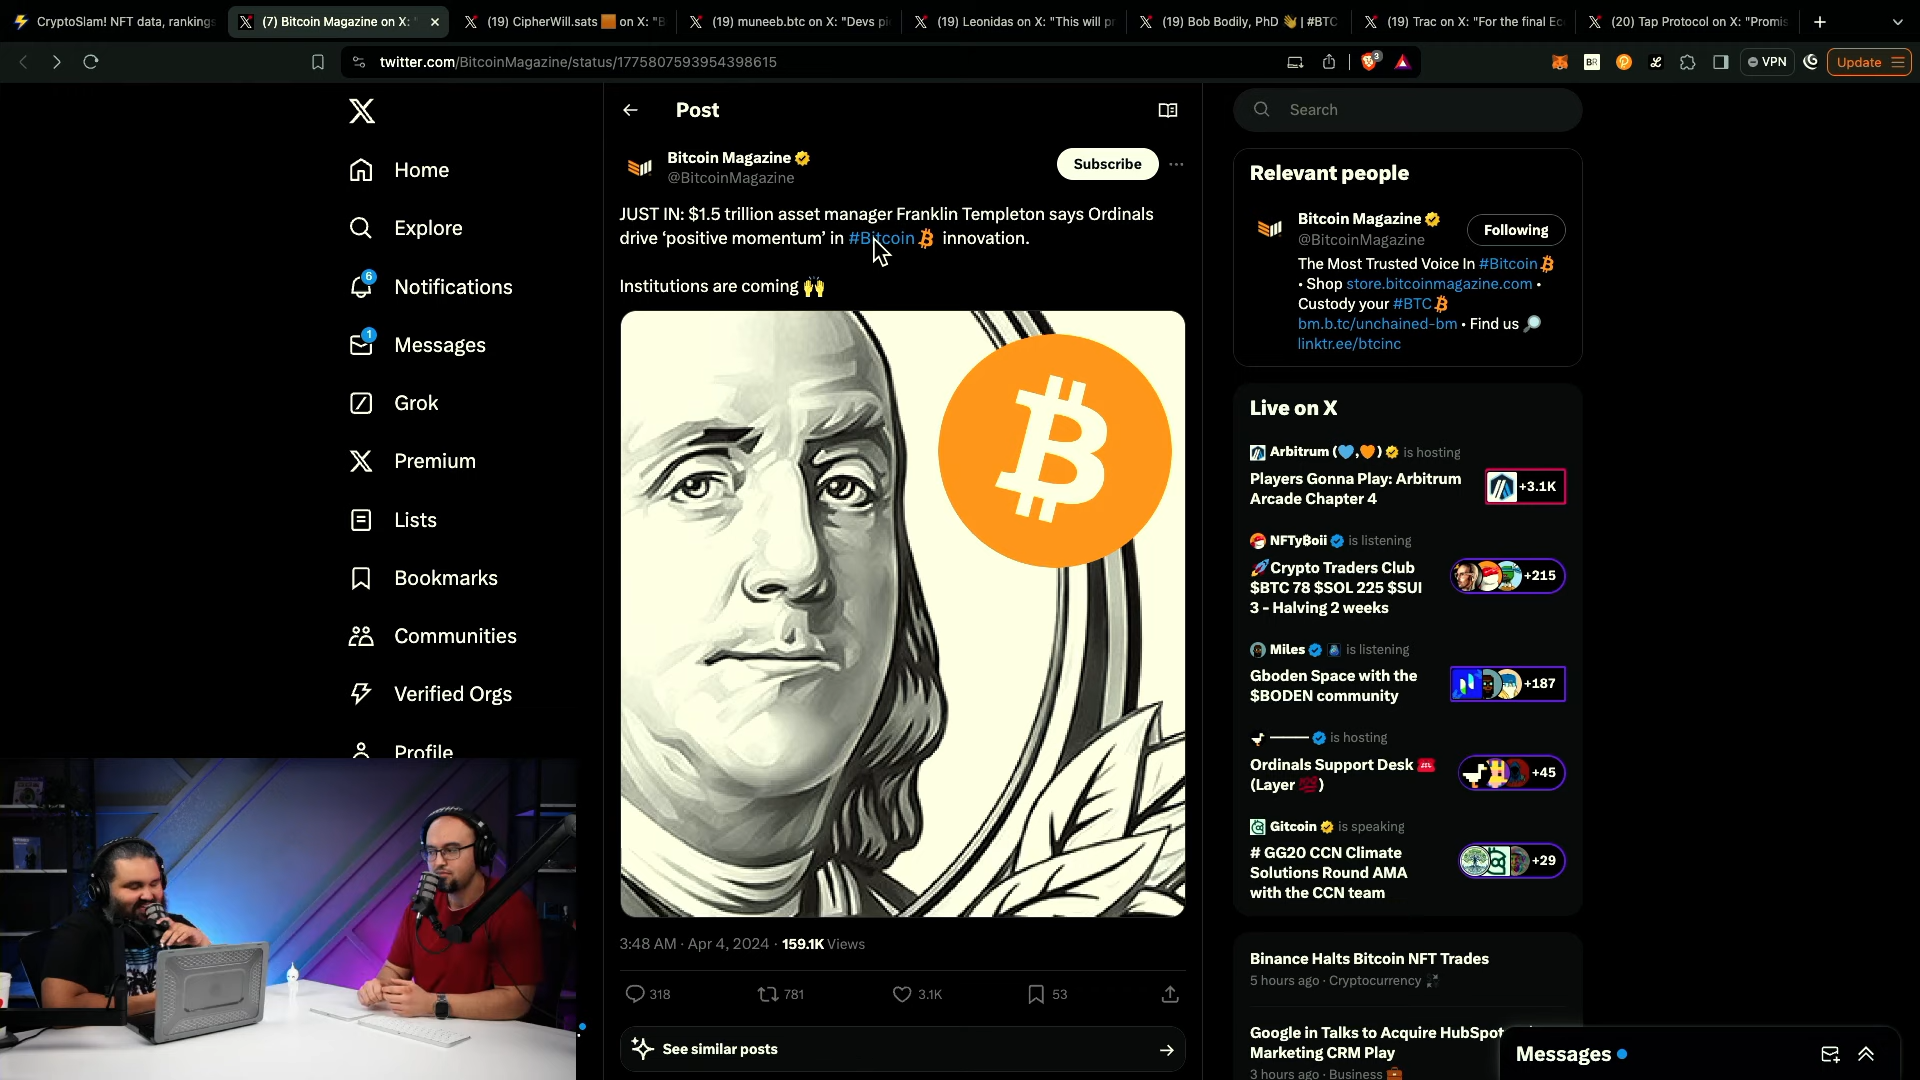 CryptoSlam! NFT data, rankings
(7) Bitcoin Magazine on X: "
(19) CipherWill.sats 🟧 on X: "B
(19) muneeb.btc on X: "Devs pi
(19) Leonidas on X: "This will pr
(19) Bob Bodily, PhD 👋 | #BTC
(19) Trac on X: "For the final Ec
(20) Tap Protocol on X: "Promis
twitter.com/BitcoinMagazine/status/1775807593954398615
3
BR
VPN
Update
Home
Explore
6
Notifications
1
Messages
Grok
Premium
Lists
Bookmarks
Communities
Verified Orgs
Profile
Post
Bitcoin Magazine
@BitcoinMagazine
Subscribe
JUST IN: $1.5 trillion asset manager Franklin Templeton says Ordinals
drive ‘positive momentum’ in #Bitcoin innovation.
Institutions are coming 🙌
3:48 AM · Apr 4, 2024 · 159.1K Views
318
781
3.1K
53
See similar posts
Search
Relevant people
Bitcoin Magazine
@BitcoinMagazine
Following
The Most Trusted Voice In #Bitcoin
• Shop store.bitcoinmagazine.com •
Custody your #BTC
bm.b.tc/unchained-bm • Find us 🔎
linktr.ee/btcinc
Live on X
Arbitrum (💙,🧡) is hosting
Players Gonna Play: Arbitrum
Arcade Chapter 4
+3.1K
NFTyBoii is listening
🚀Crypto Traders Club
$BTC 78 $SOL 225 $SUI
3 - Halving 2 weeks
+215
Miles is listening
Gboden Space with the
$BODEN community
+187
is hosting
Ordinals Support Desk ☎️
(Layer 💯)
+45
Gitcoin is speaking
# GG20 CCN Climate
Solutions Round AMA
with the CCN team
+29
Binance Halts Bitcoin NFT Trades
5 hours ago · Cryptocurrency
Google in Talks to Acquire HubSpot
Marketing CRM Play
3 hours ago · Business 💼
Messages